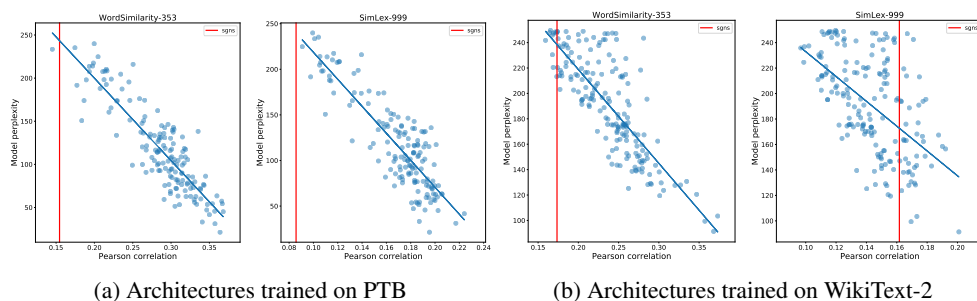 WordSimilarity-353
sgns
250
200
150
100
50
Model perplexity
0.15 0.20 0.25 0.30 0.35
Pearson correlation
SimLex-999
sgns
250
200
150
100
50
Model perplexity
0.08 0.10 0.12 0.14 0.16 0.18 0.20 0.22 0.24
Pearson correlation
(a) Architectures trained on PTB
WordSimilarity-353
sgns
240
220
200
180
160
140
120
100
Model perplexity
0.15 0.20 0.25 0.30 0.35
Pearson correlation
SimLex-999
sgns
240
220
200
180
160
140
120
100
Model perplexity
0.10 0.12 0.14 0.16 0.18 0.20
Pearson correlation
(b) Architectures trained on WikiText-2